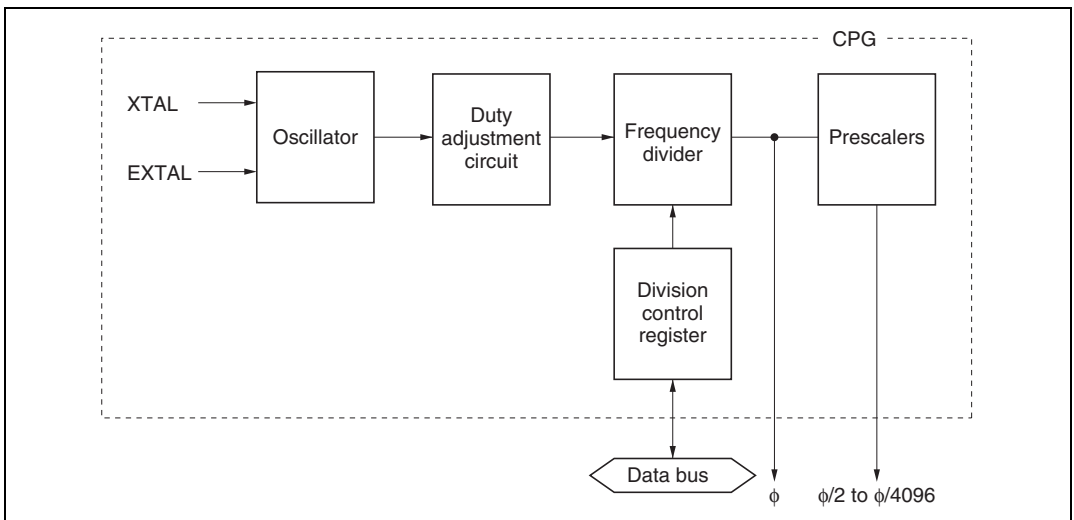 CPG
XTAL
EXTAL
Oscillator
Duty
adjustment
circuit
Frequency
divider
Prescalers
Division
control
register
Data bus
ϕ
ϕ/2 to ϕ/4096